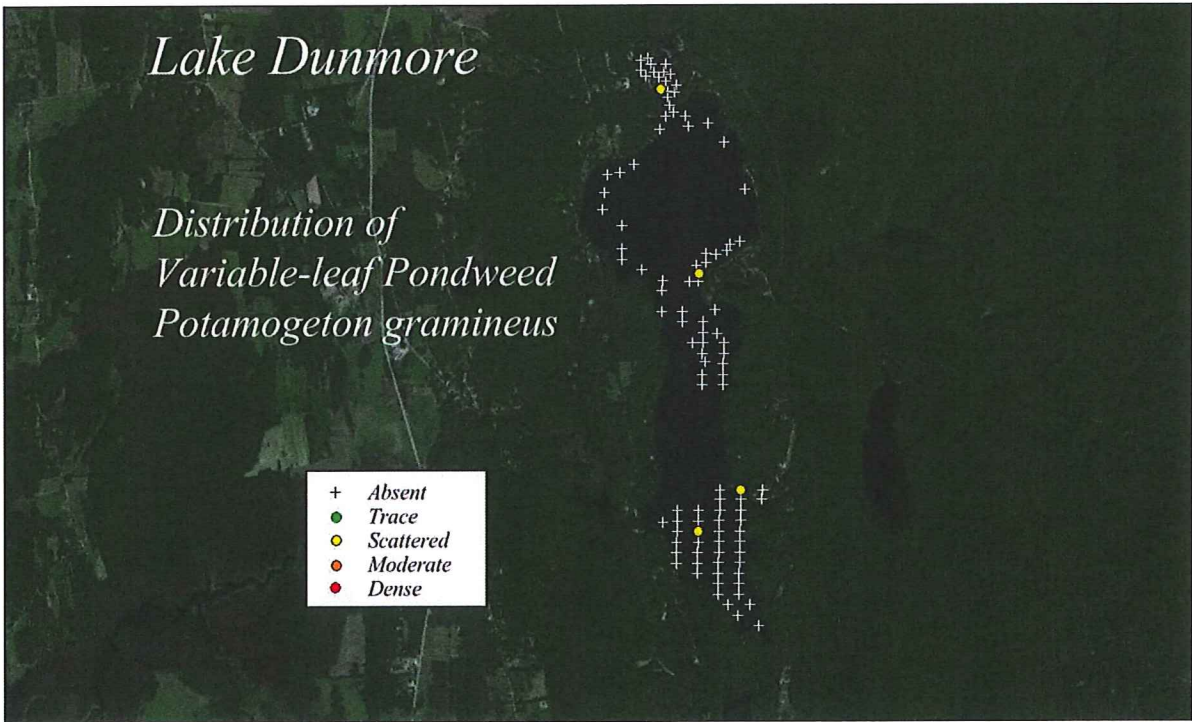 Lake Dunmore
Distribution of
Variable-leaf Pondweed
Potamogeton gramineus
Absent
Trace
Scattered
Moderate
Dense